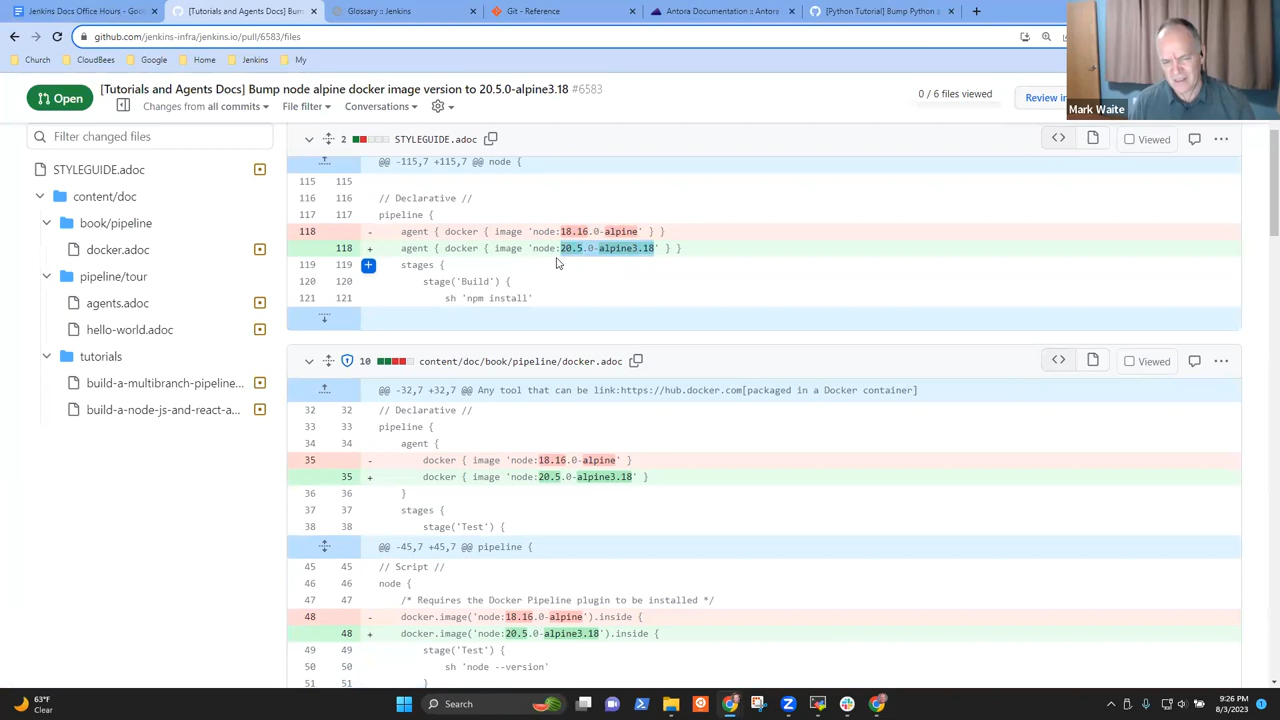 Jenkins Docs Office Hours - Goo
[Tutorials and Agents Docs] Bum
Glossary :: Jenkins
Git - Reference
Antora Documentation :: Antora
[Python Tutorial] Bump Python
github.com/jenkins-infra/jenkins.io/pull/6583/files
Church
CloudBees
Google
Home
Jenkins
My
Open
[Tutorials and Agents Docs] Bump node alpine docker image version to 20.5.0-alpine3.18 #6583
Changes from all commits
File filter
Conversations
0 / 6 files viewed
Review in
Mark Waite
Filter changed files
STYLEGUIDE.adoc
content/doc
book/pipeline
docker.adoc
pipeline/tour
agents.adoc
hello-world.adoc
tutorials
build-a-multibranch-pipeline...
build-a-node-js-and-react-a...
2 STYLEGUIDE.adoc
Viewed
@@ -115,7 +115,7 @@ node {
115 115
116 116 // Declarative //
117 117 pipeline {
118 - agent { docker { image 'node:18.16.0-alpine' } }
118 + agent { docker { image 'node:20.5.0-alpine3.18' } }
119 119 stages {
120 120 stage('Build') {
121 121 sh 'npm install'
10 content/doc/book/pipeline/docker.adoc
Viewed
@@ -32,7 +32,7 @@ Any tool that can be link:https://hub.docker.com[packaged in a Docker container]
32 32 // Declarative //
33 33 pipeline {
34 34 agent {
35 - docker { image 'node:18.16.0-alpine' }
35 + docker { image 'node:20.5.0-alpine3.18' }
36 36 }
37 37 stages {
38 38 stage('Test') {
@@ -45,7 +45,7 @@ pipeline {
45 45 // Script //
46 46 node {
47 47 /* Requires the Docker Pipeline plugin to be installed */
48 - docker.image('node:18.16.0-alpine').inside {
48 + docker.image('node:20.5.0-alpine3.18').inside {
49 49 stage('Test') {
50 50 sh 'node --version'
51 51 }
63°F
Clear
Search
9:26 PM
8/3/2023